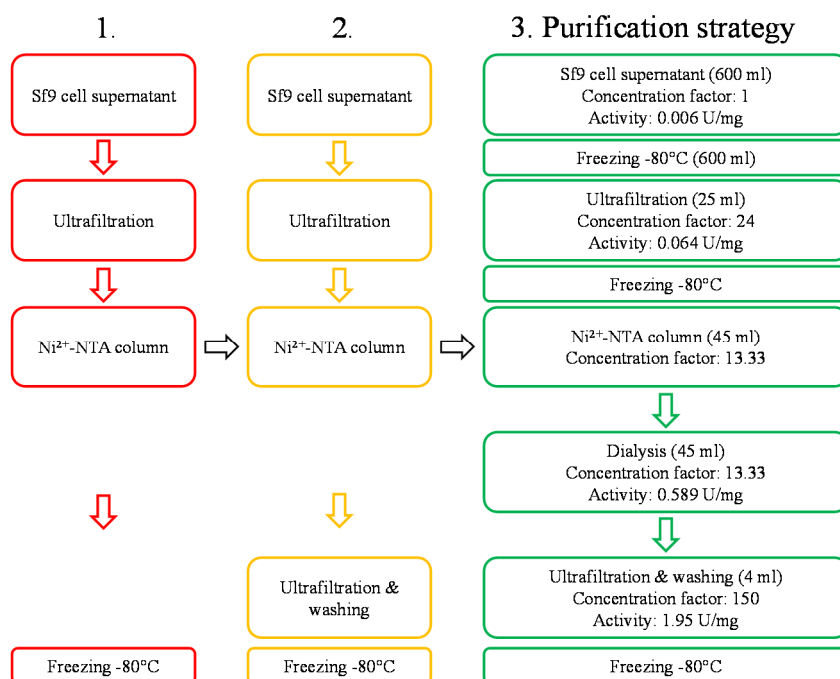 1.
Sf9 cell supernatant
Ultrafiltration
Ni²⁺-NTA column
Freezing -80°C
2.
Sf9 cell supernatant
Ultrafiltration
Ni²⁺-NTA column
Ultrafiltration &
washing
Freezing -80°C
3. Purification strategy
Sf9 cell supernatant (600 ml)
Concentration factor: 1
Activity: 0.006 U/mg
Freezing -80°C (600 ml)
Ultrafiltration (25 ml)
Concentration factor: 24
Activity: 0.064 U/mg
Freezing -80°C
Ni²⁺-NTA column (45 ml)
Concentration factor: 13.33
Dialysis (45 ml)
Concentration factor: 13.33
Activity: 0.589 U/mg
Ultrafiltration & washing (4 ml)
Concentration factor: 150
Activity: 1.95 U/mg
Freezing -80°C